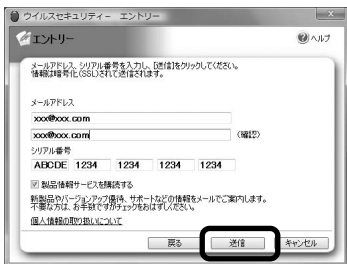 ウイルスセキュリティー エントリー
エントリー
ヘルプ
メールアドレス、シリアル番号を入力し、[送信]をクリックしてください。
情報は暗号化(SSL)されて送信されます。
メールアドレス
xxx@xxx.com
xxx@xxx.com (確認)
シリアル番号
ABCDE 1234 1234 1234 1234
製品情報サービスを購読する
新製品やバージョンアップ優待、サポートなどの情報をメールでご案内します。
不要な方は、お手数ですがチェックをおはずしください。
個人情報の取り扱いについて
戻る 送信 キャンセル